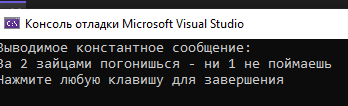 Консоль отладки Microsoft Visual Studio
Выводимое константное сообщение:
За 2 зайцами погонишься - ни 1 не поймаешь
Нажмите любую клавишу для завершения